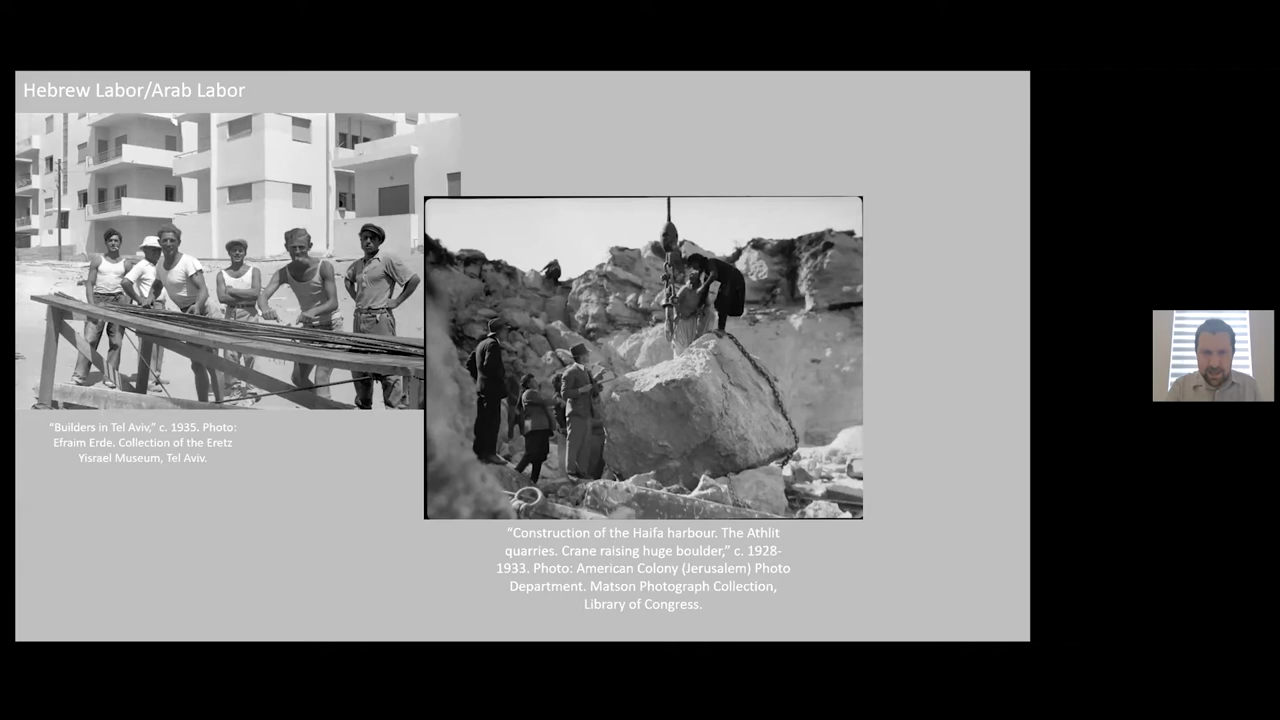 Hebrew Labor/Arab Labor
“Builders in Tel Aviv,” c. 1935. Photo:
Efraim Erde. Collection of the Eretz
Yisrael Museum, Tel Aviv.
“Construction of the Haifa harbour. The Athlit
quarries. Crane raising huge boulder,” c. 1928-
1933. Photo: American Colony (Jerusalem) Photo
Department. Matson Photograph Collection,
Library of Congress.